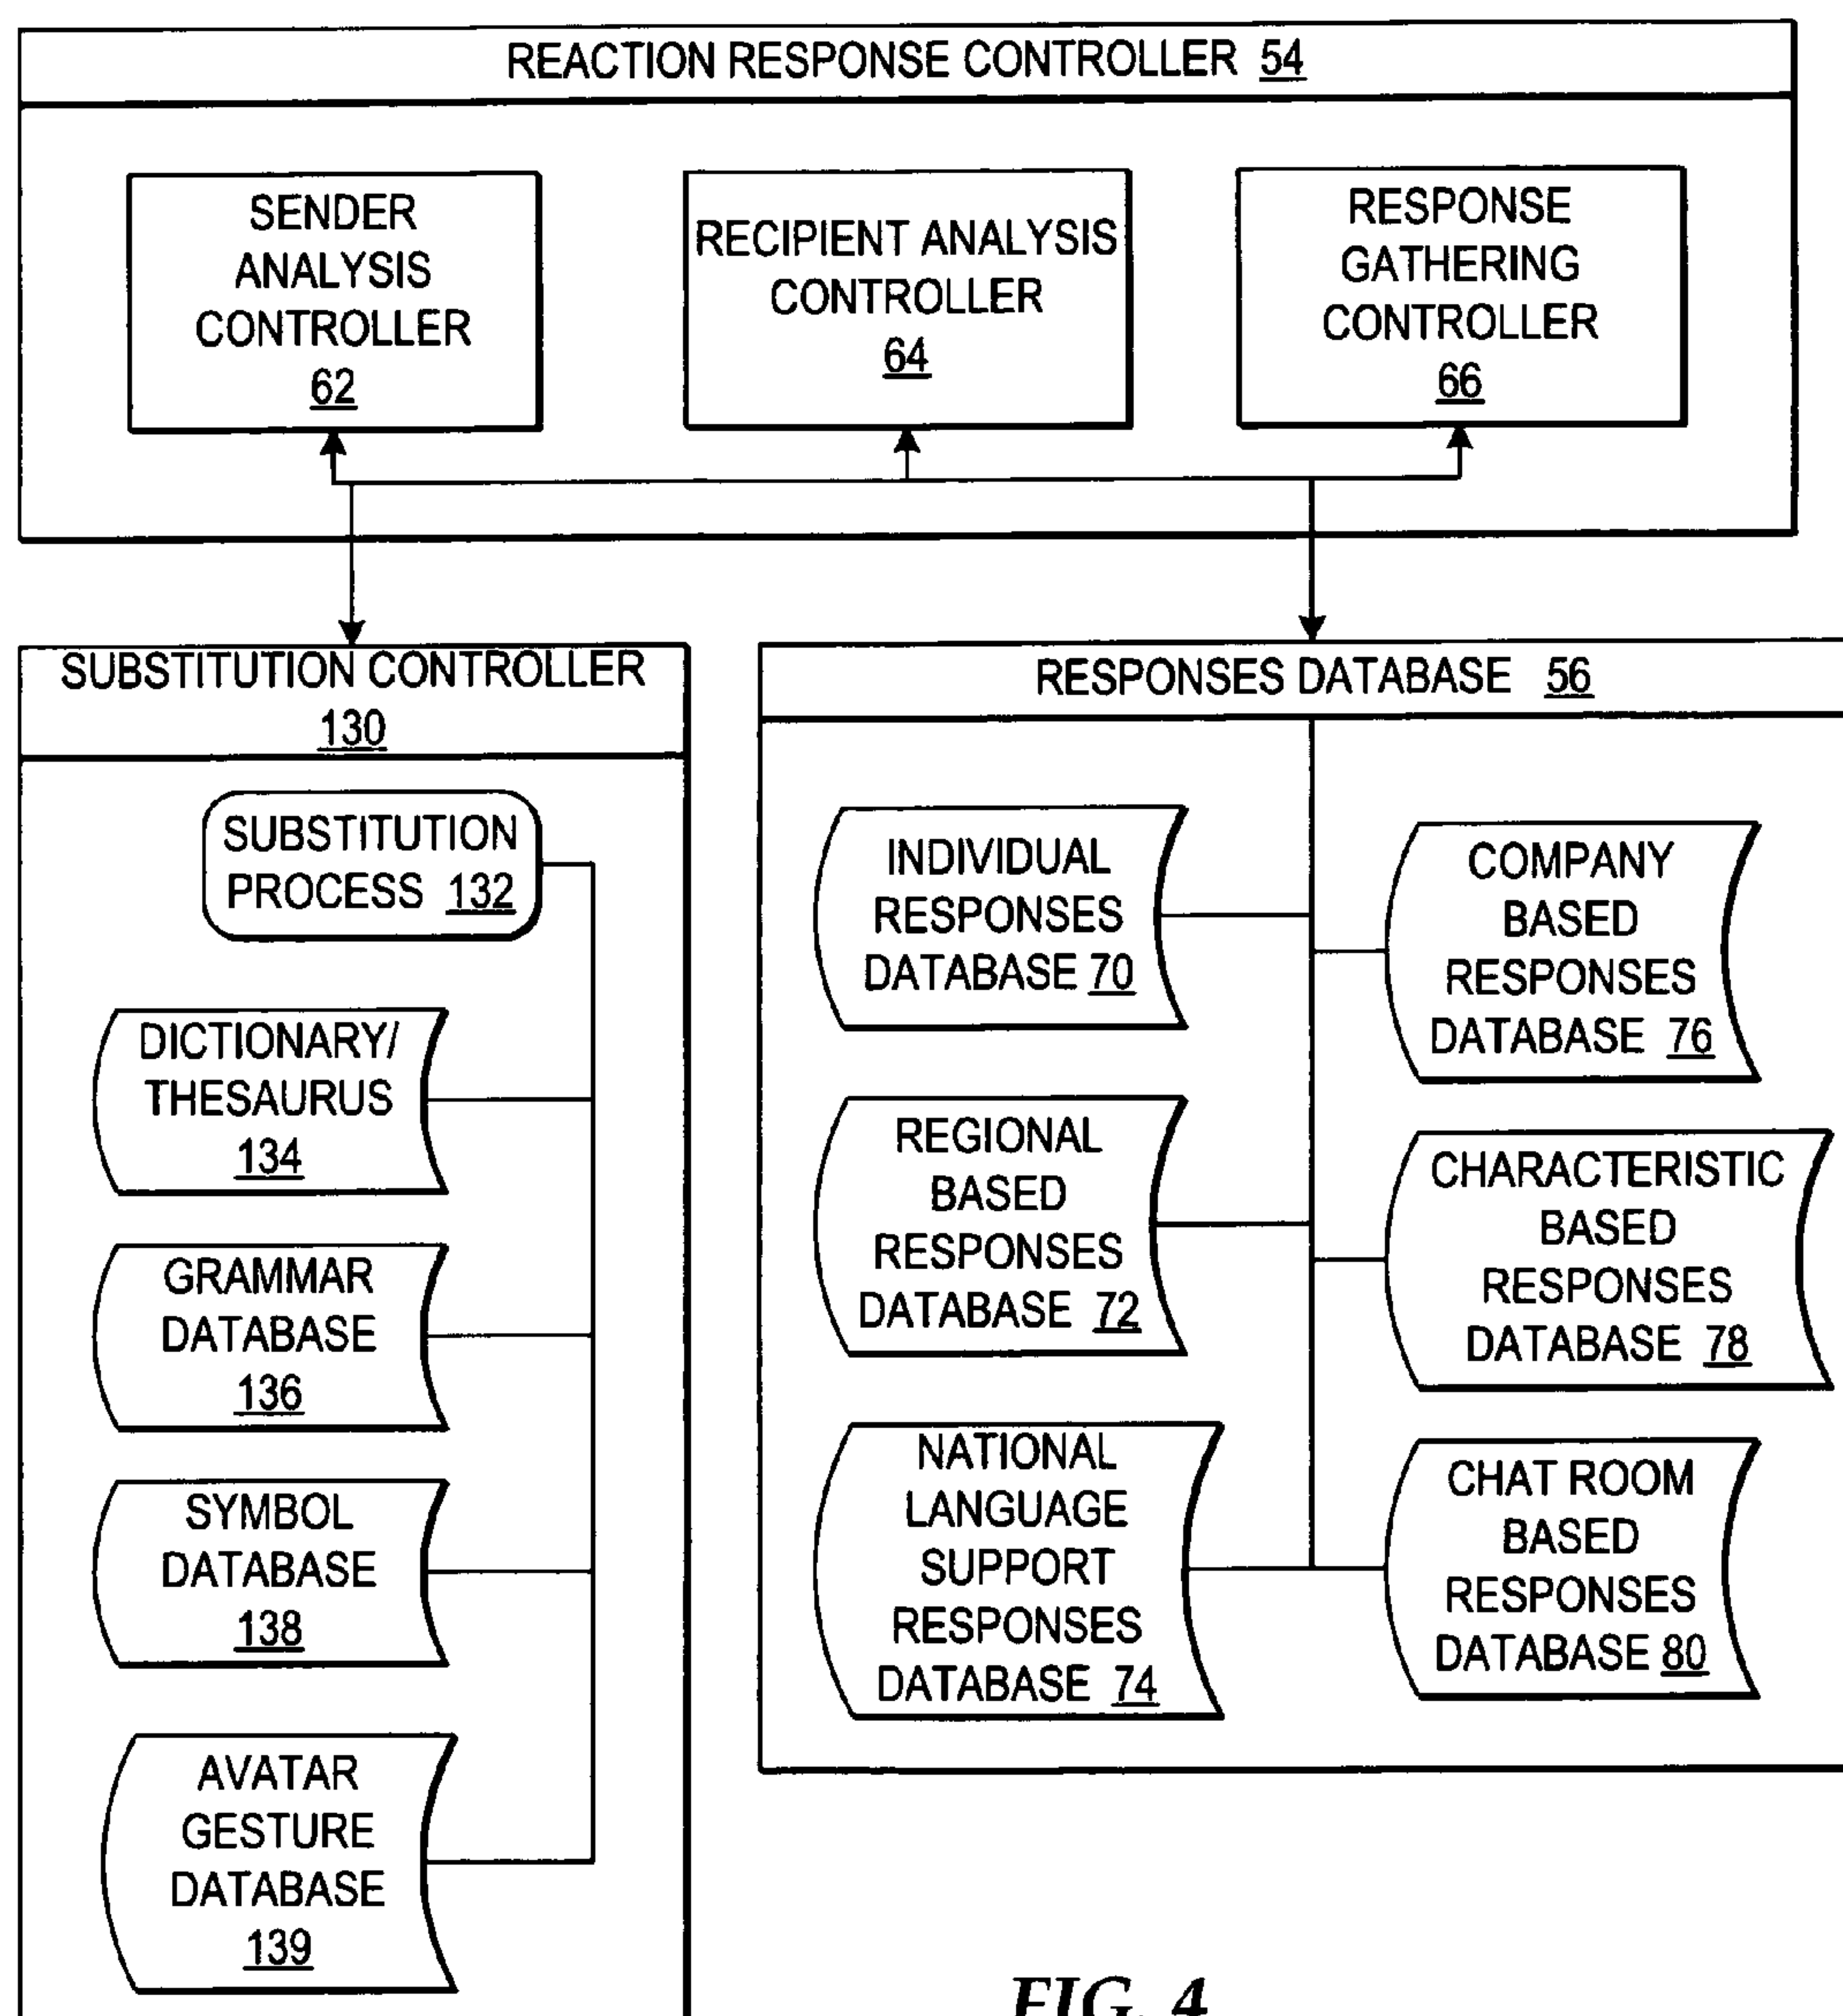 REACTION RESPONSE CONTROLLER 54
SENDER
ANALYSIS
CONTROLLER
62
RECIPIENT ANALYSIS
CONTROLLER
64
RESPONSE
GATHERING
CONTROLLER
66
SUBSTITUTION CONTROLLER
130
SUBSTITUTION
PROCESS 132
DICTIONARY/
THESAURUS
134
GRAMMAR
DATABASE
136
SYMBOL
DATABASE
138
AVATAR
GESTURE
DATABASE
139
RESPONSES DATABASE 56
INDIVIDUAL
RESPONSES
DATABASE 70
REGIONAL
BASED
RESPONSES
DATABASE 72
NATIONAL
LANGUAGE
SUPPORT
RESPONSES
DATABASE 74
COMPANY
BASED
RESPONSES
DATABASE 76
CHARACTERISTIC
BASED
RESPONSES
DATABASE 78
CHAT ROOM
BASED
RESPONSES
DATABASE 80
FIG. 4